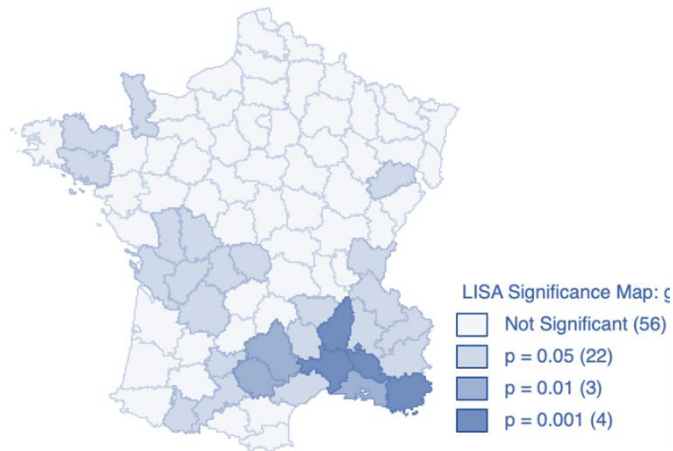 LISA Significance Map: g
Not Significant (56)
p = 0.05 (22)
p = 0.01 (3)
p = 0.001 (4)